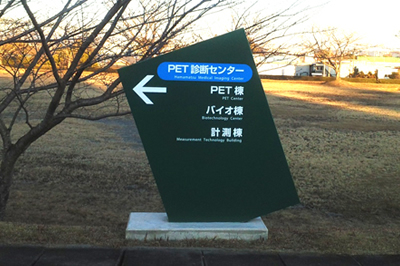 PET診断センター
Hamamatsu Medical Imaging Center
PET棟
PET Center
バイオ棟
Biotechnology Center
計測棟
Measurement Technology Building